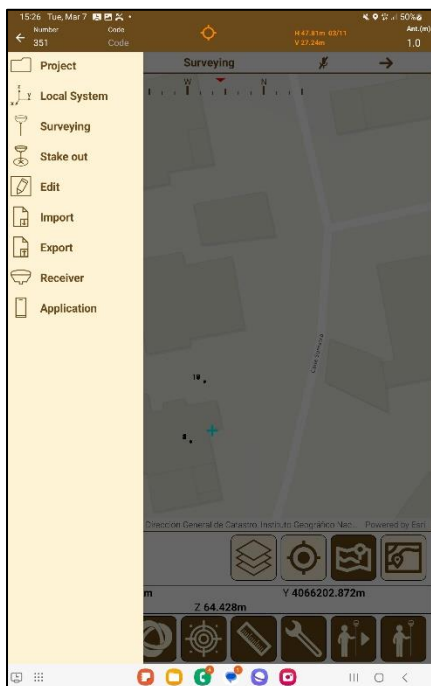 15:26 Tue, Mar 7
50%
Number
Code
H 47.81m 03/11
Ant.(m)
351
Code
V 27.24m
1.0
Project
Surveying
Local System
W
N
Surveying
Stake out
Edit
Import
Export
Receiver
Application
Dirección General de Catastro, Instituto Geográfico Nac...
Powered by Esri
m
Y 4066202.872m
Z 64.428m